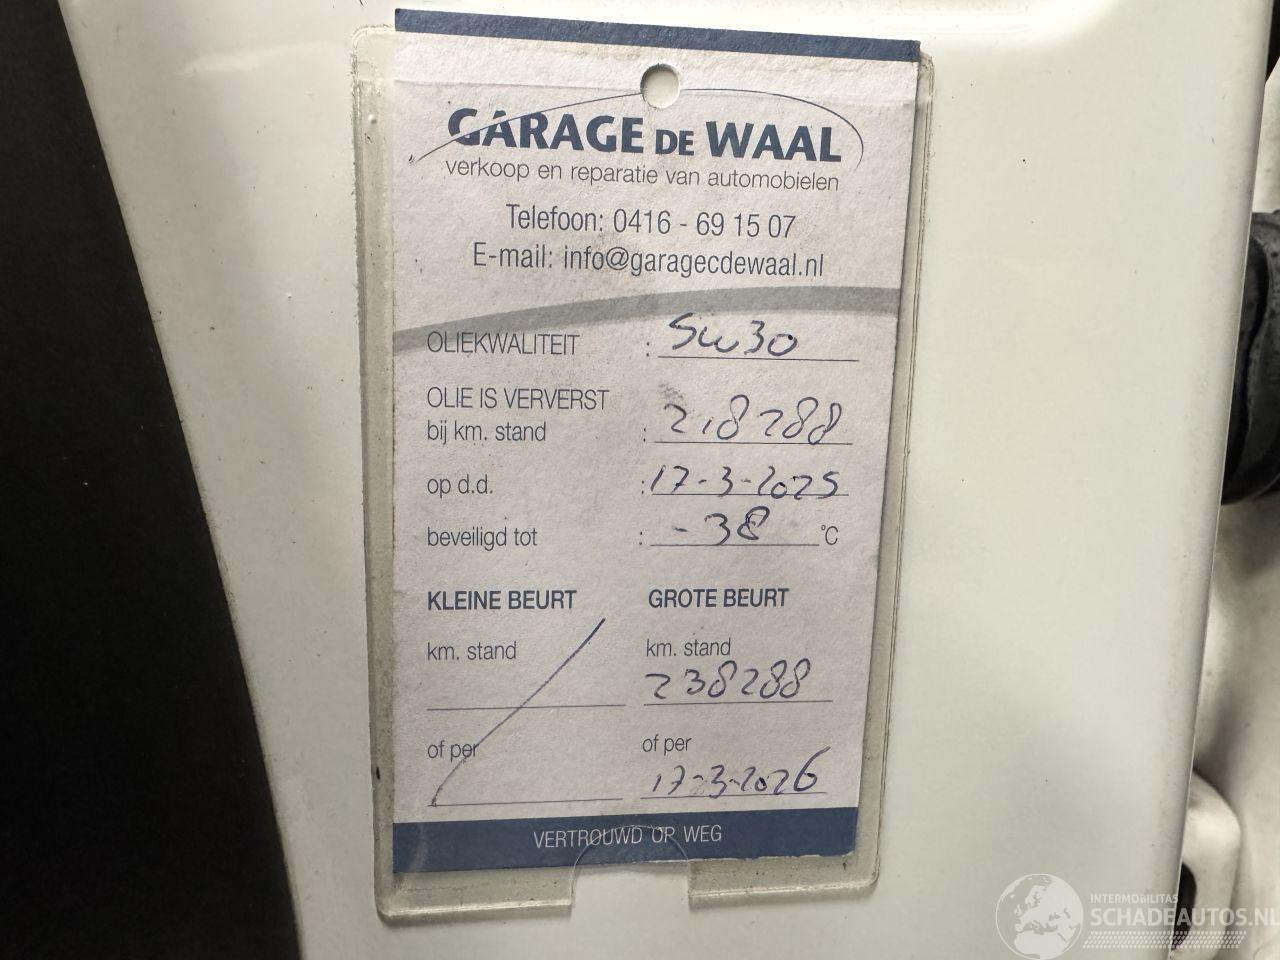 GARAGE DE WAAL
verkoop en reparatie van automobielen
Telefoon: 0416 - 69 15 07
E-mail: info@garagecdewaal.nl
OLIEKWALITEIT : 5w30
OLIE IS VERVERST
bij km. stand : 218288
op d.d. : 17-3-2025
beveiligd tot : -38 °C
KLEINE BEURT GROTE BEURT
km. stand km. stand
238288
of per of per
17-3-2026
VERTROUWD OP WEG
INTERMOBILITAS
SCHADEAUTOS.NL